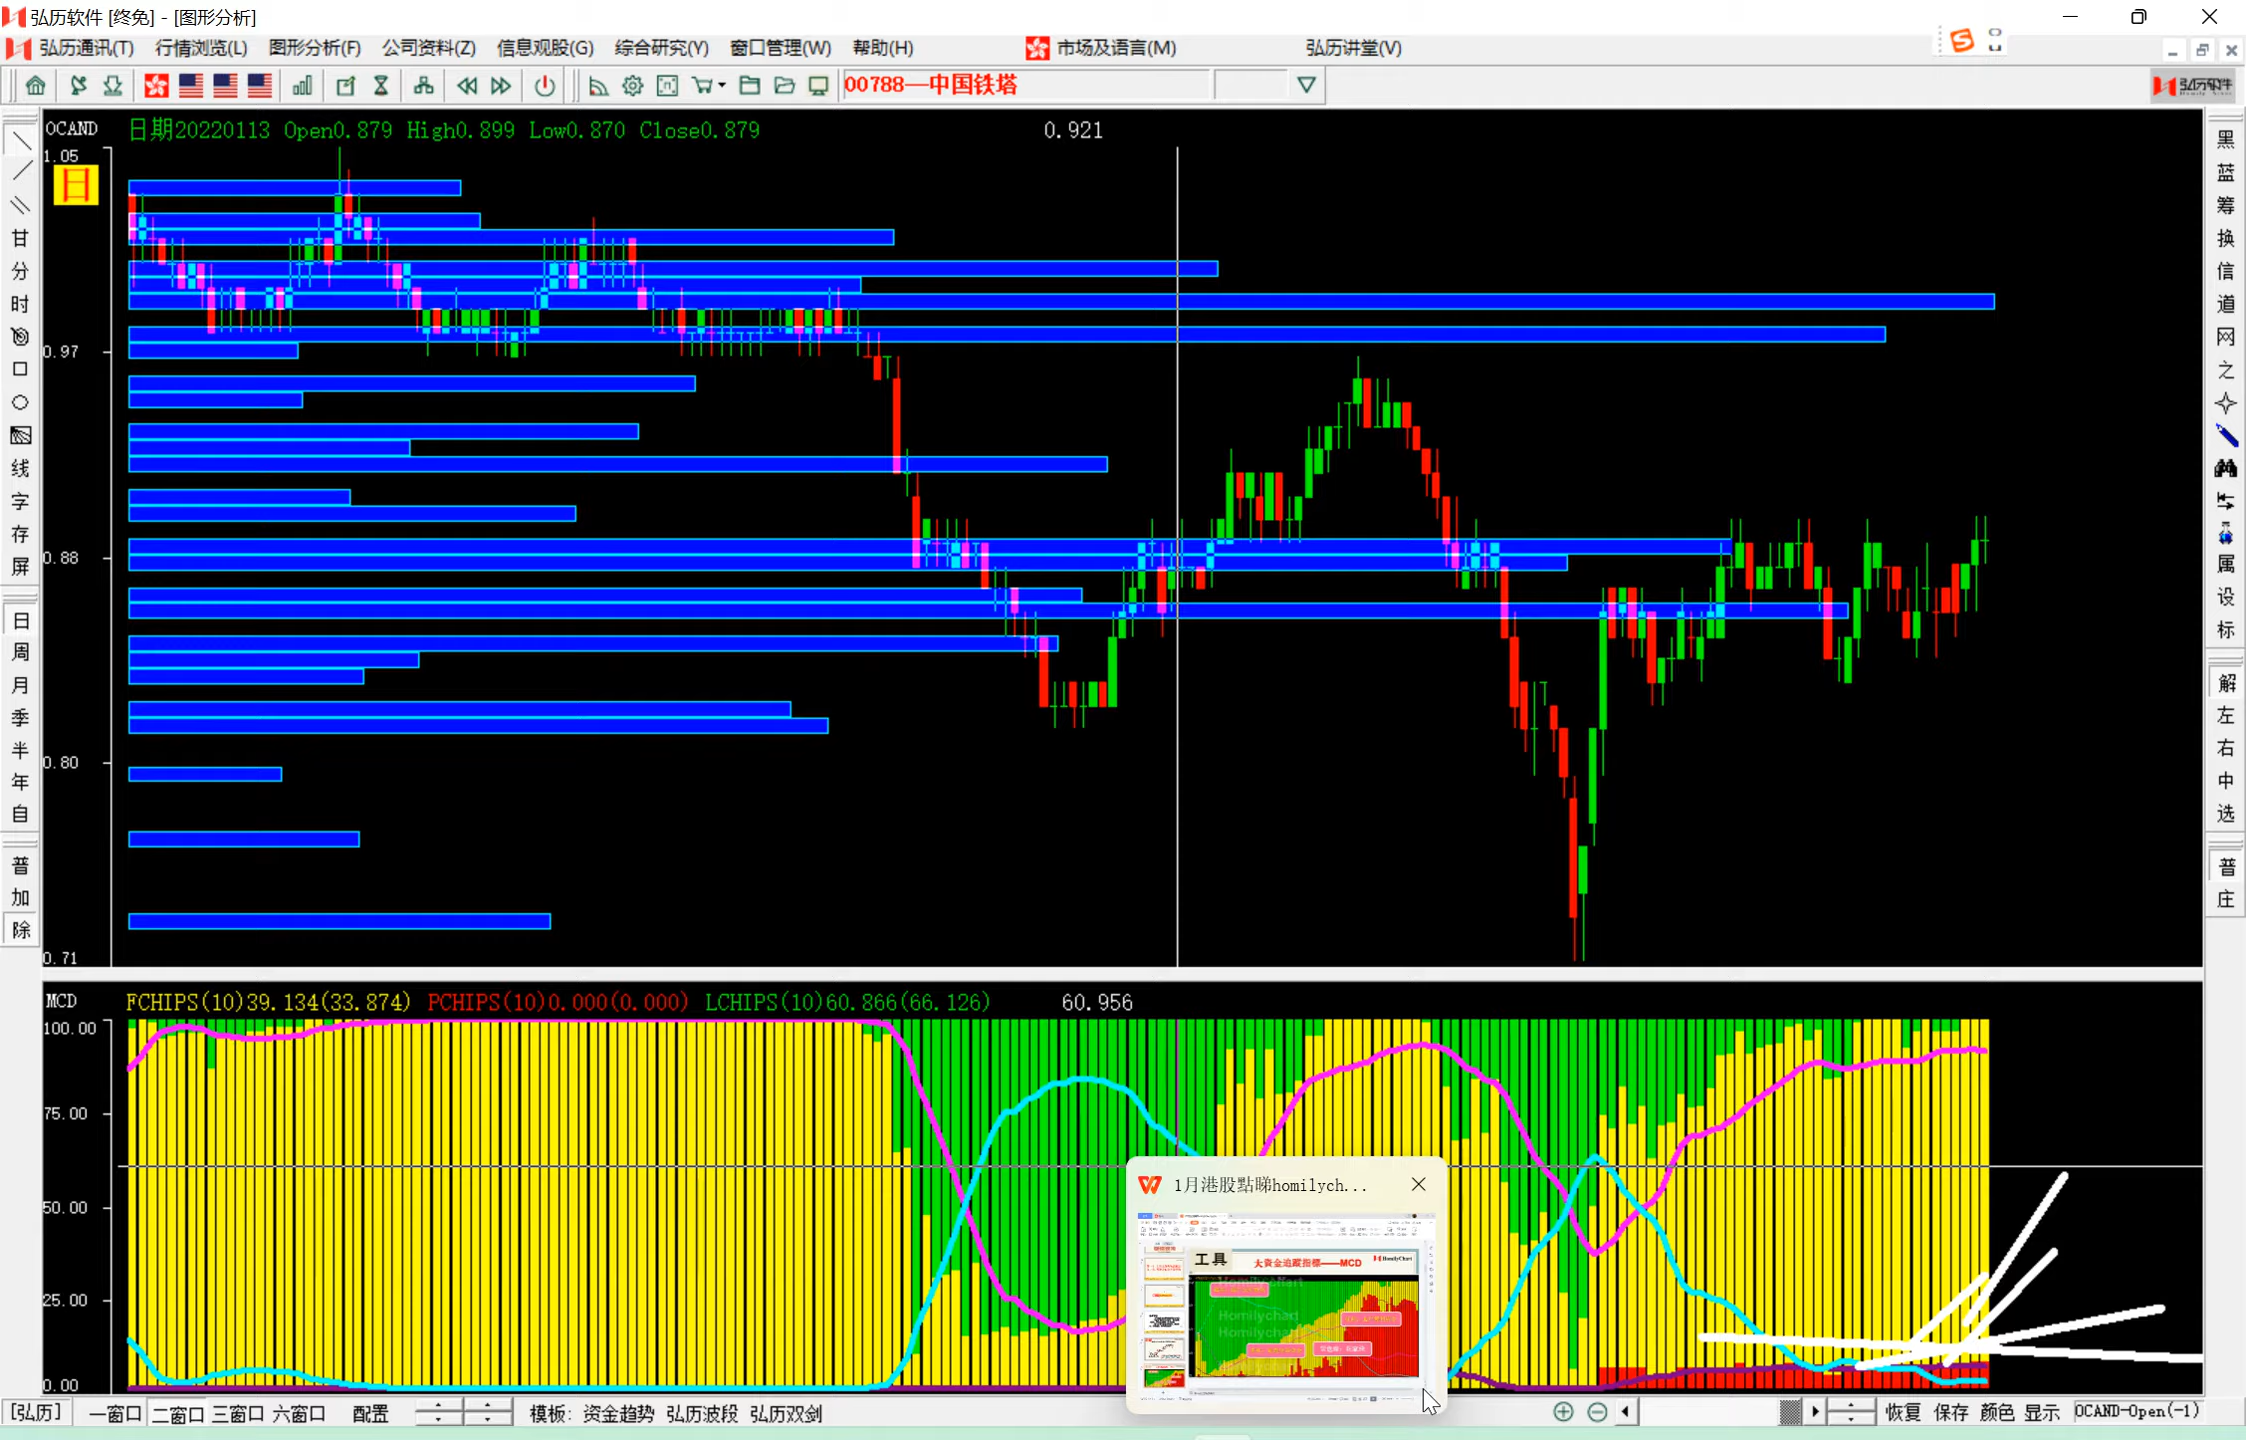 弘历软件 [终免] - [图形分析]
弘历通讯(T) 行情浏览(L) 图形分析(F) 公司资料(Z) 信息观股(G) 综合研究(Y) 窗口管理(W) 帮助(H) 市场及语言(M) 弘历讲堂(V)
00788—中国铁塔
弘历软件
OCAND 日期20220113 Open0.879 High0.899 Low0.870 Close0.879 0.921
1.05
日
0.97
0.88
0.80
0.71
甘
分
时
线
字
存
屏
日
周
月
季
半
年
自
普
加
除
黑
蓝
筹
换
信
道
网
之
属
设
标
解
左
右
中
选
普
庄
MCD FCHIPS(10)39.134(33.874) PCHIPS(10)0.000(0.000) LCHIPS(10)60.866(66.126) 60.956
100.00
75.00
50.00
25.00
0.00
1月港股點睇homilych...
工具
大資金追蹤指標——MCD
HomilyChart
Homilychart
Homilychart
[弘历] 一窗口 二窗口 三窗口 六窗口 配置 模板: 资金趋势 弘历波段 弘历双剑 恢复 保存 颜色 显示 OCAND-Open(-1)